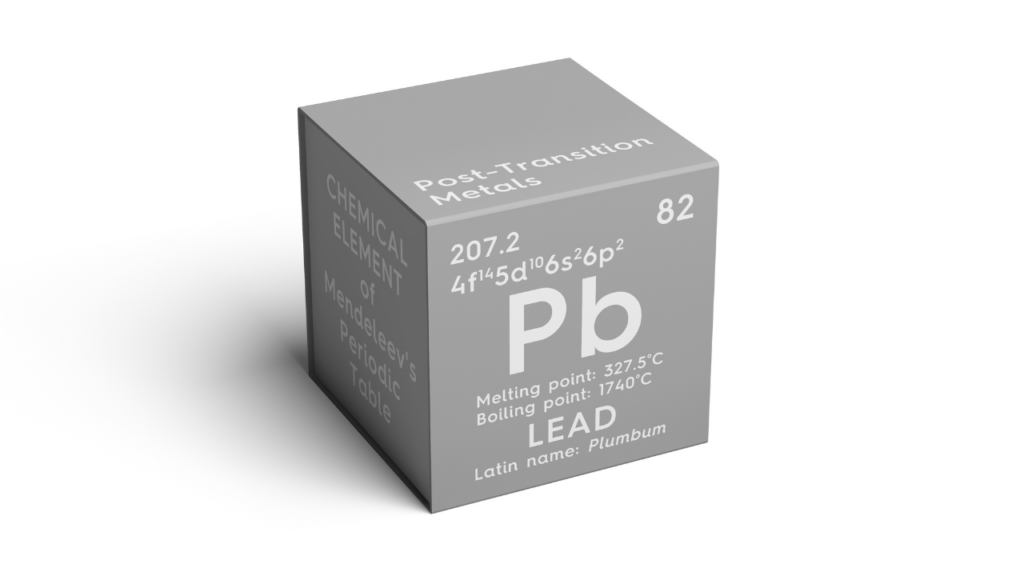 Post-Transition
Metals
CHEMICAL
ELEMENT
of
Mendeleev's
Periodic
Table
207.2
82
4f¹⁴5d¹⁰6s²6p²
Pb
Melting point: 327.5°C
Boiling point: 1740°C
LEAD
Latin name: Plumbum